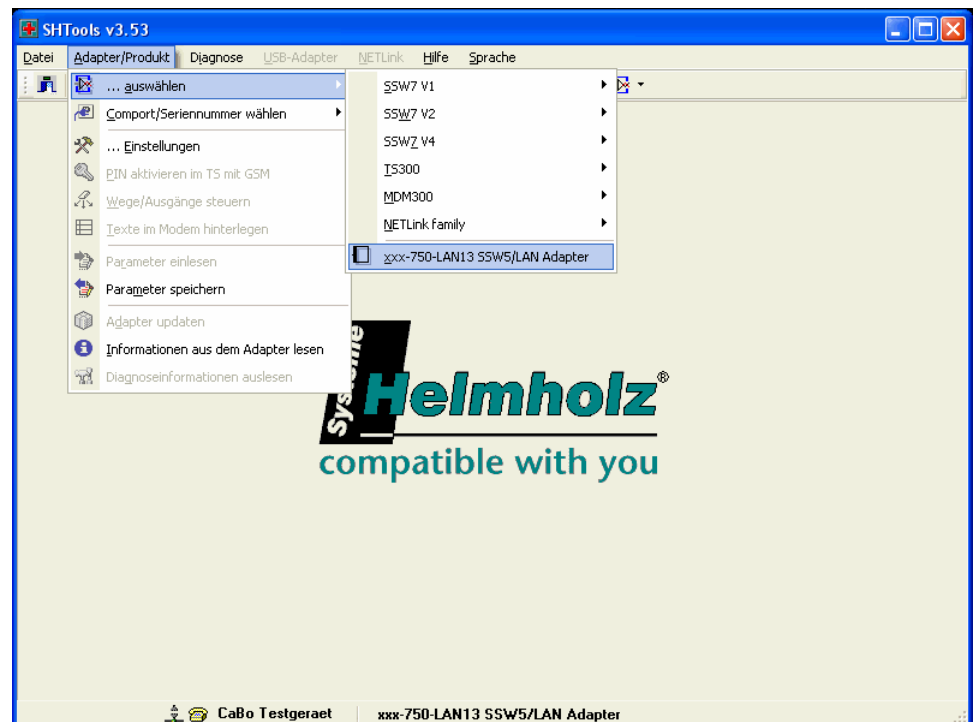 SHTools v3.53
Datei Adapter/Produkt Diagnose USB-Adapter NETLink Hilfe Sprache
... auswählen
Comport/Seriennummer wählen
... Einstellungen
PIN aktivieren im TS mit GSM
Wege/Ausgänge steuern
Texte im Modem hinterlegen
Parameter einlesen
Parameter speichern
Adapter updaten
Informationen aus dem Adapter lesen
Diagnoseinformationen auslesen
SSW7 V1
SSW7 V2
SSW7 V4
TS300
MDM300
NETLink family
xxx-750-LAN13 SSW5/LAN Adapter
Systeme
Helmholz®
compatible with you
CaBo Testgeraet xxx-750-LAN13 SSW5/LAN Adapter